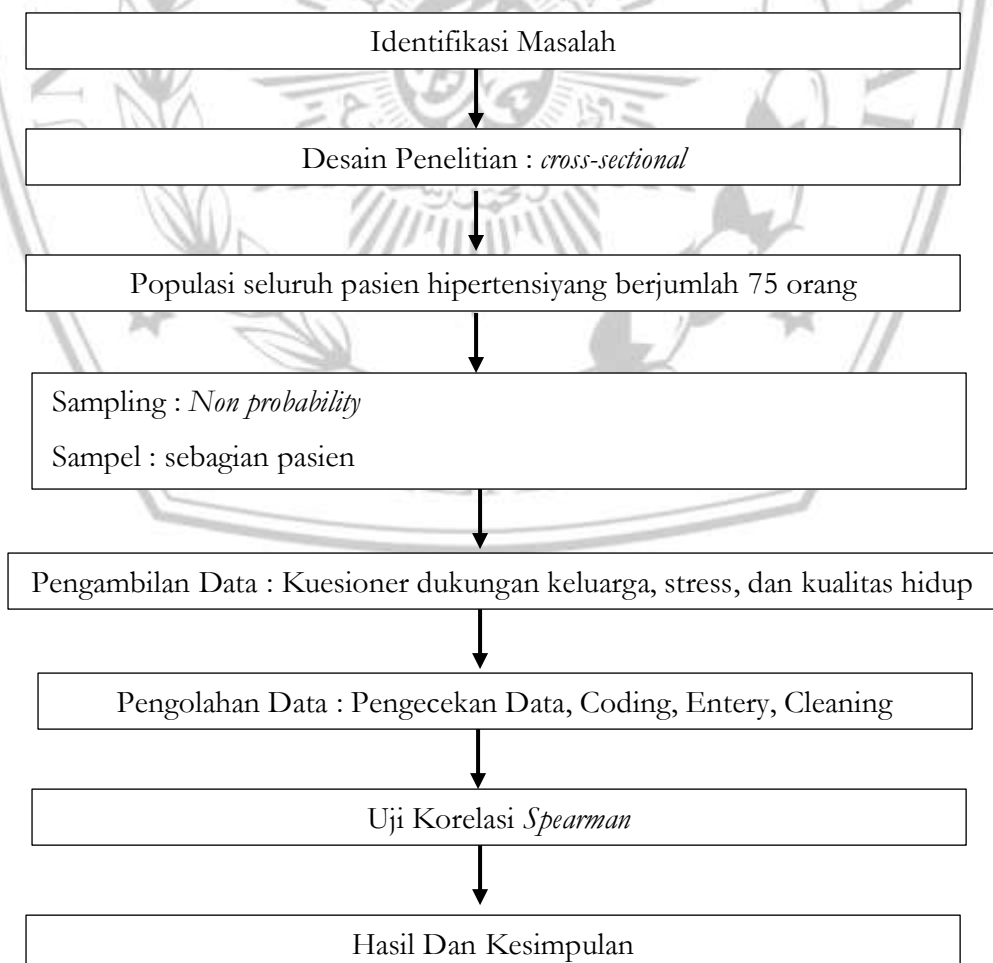 Identifikasi Masalah
Desain Penelitian : cross-sectional
Populasi seluruh pasien hipertensiyang berjumlah 75 orang
Sampling : Non probability
Sampel : sebagian pasien
Pengambilan Data : Kuesioner dukungan keluarga, stress, dan kualitas hidup
Pengolahan Data : Pengecekan Data, Coding, Entery, Cleaning
Uji Korelasi Spearman
Hasil Dan Kesimpulan